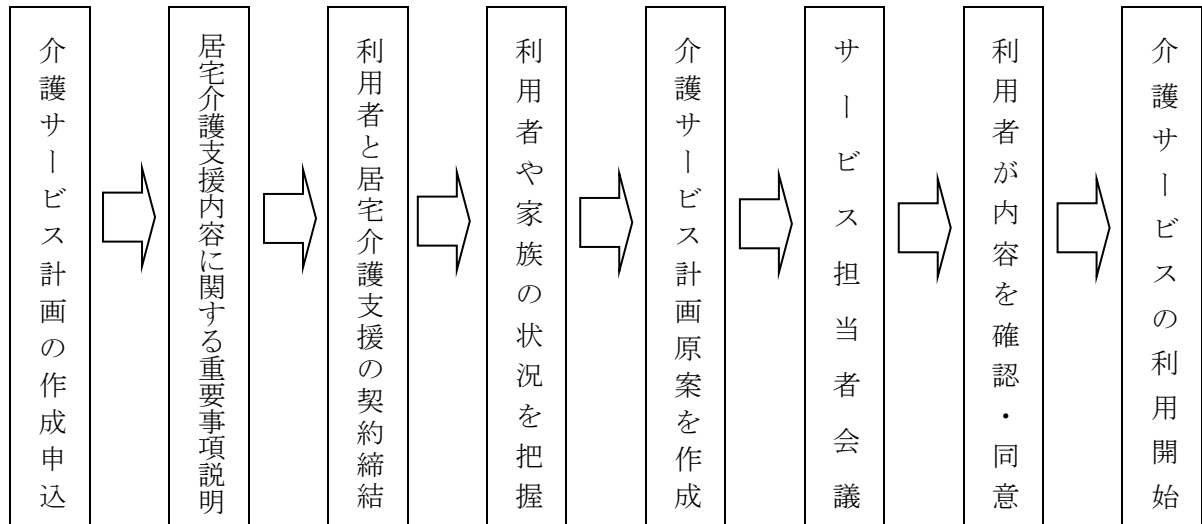 介護サービス計画の作成申込
居宅介護支援内容に関する重要事項説明
利用者と居宅介護支援の契約締結
利用者や家族の状況を把握
介護サービス計画原案を作成
サービス担当者会議
利用者が内容を確認・同意
介護サービスの利用開始